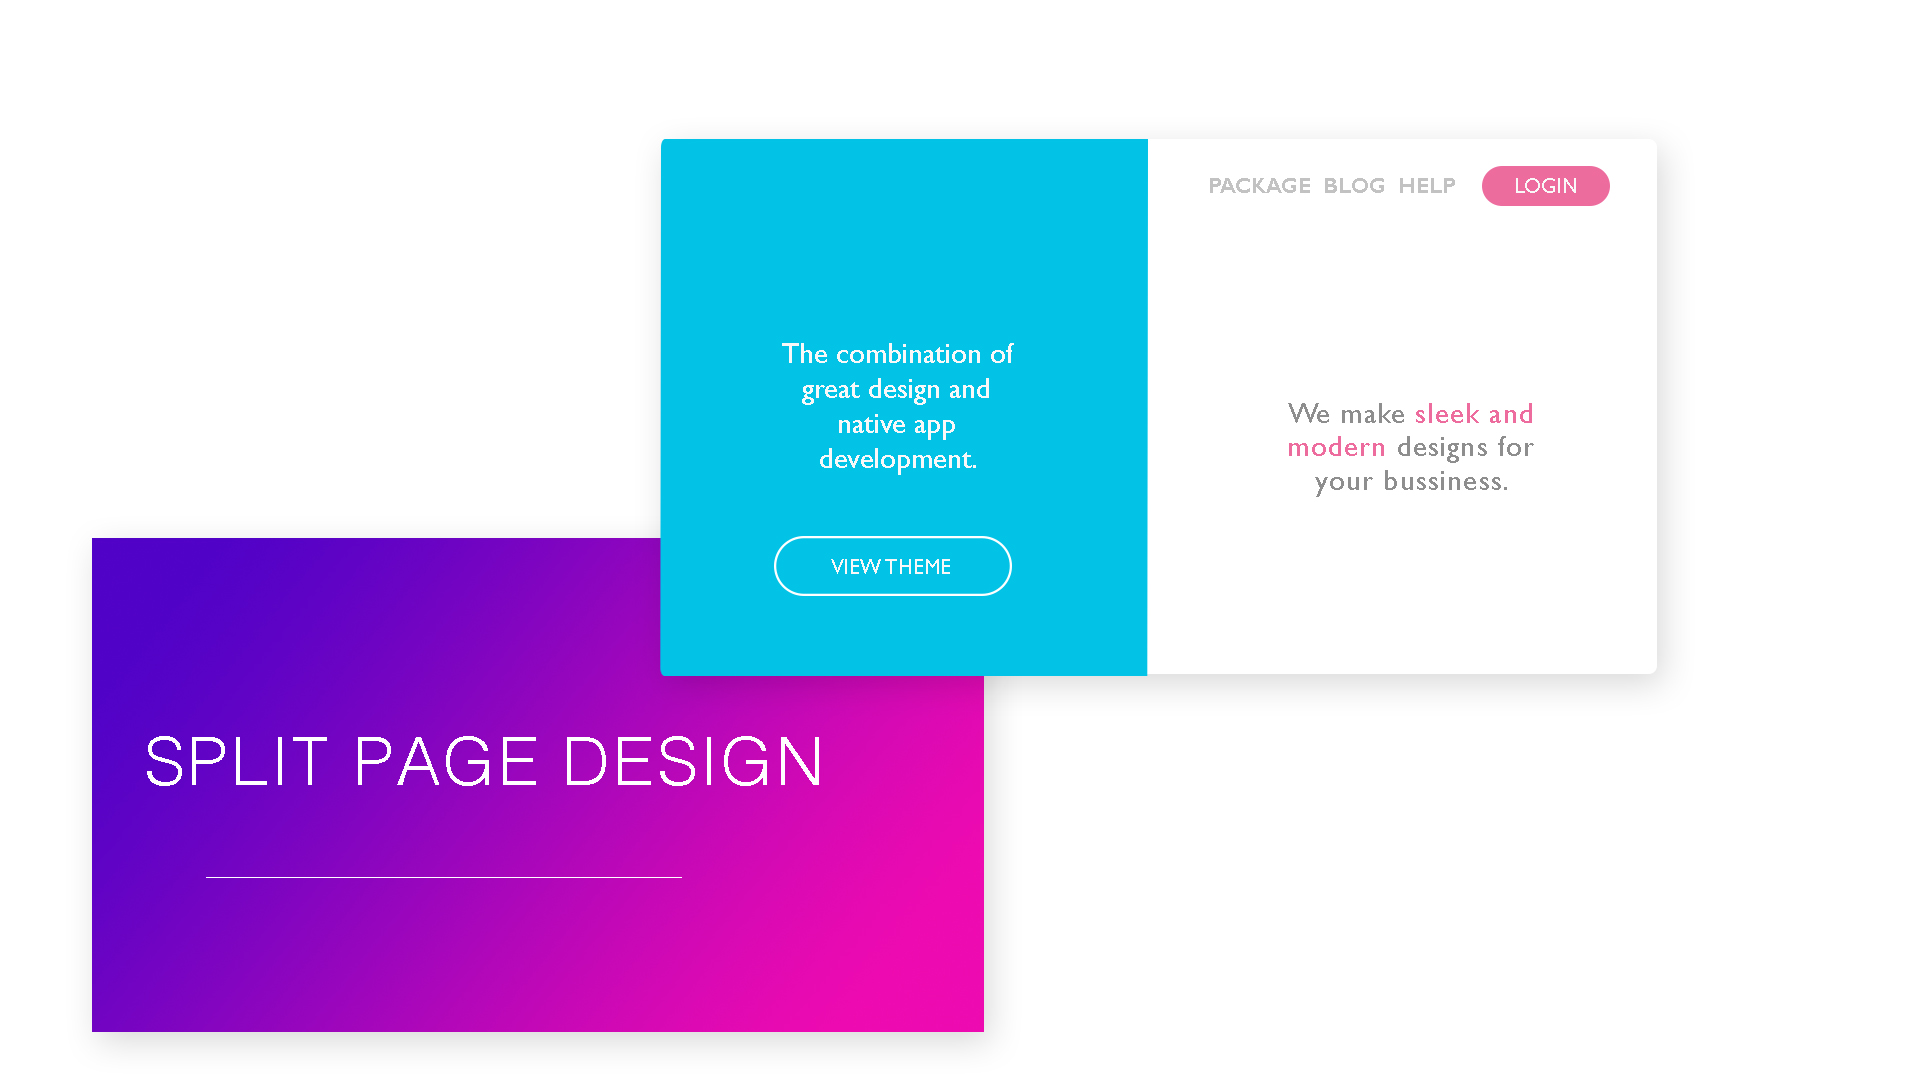 PACKAGE BLOG HELP LOGIN
The combination of
great design and
native app
development.
VIEW THEME
We make sleek and
modern designs for
your bussiness.
SPLIT PAGE DESIGN